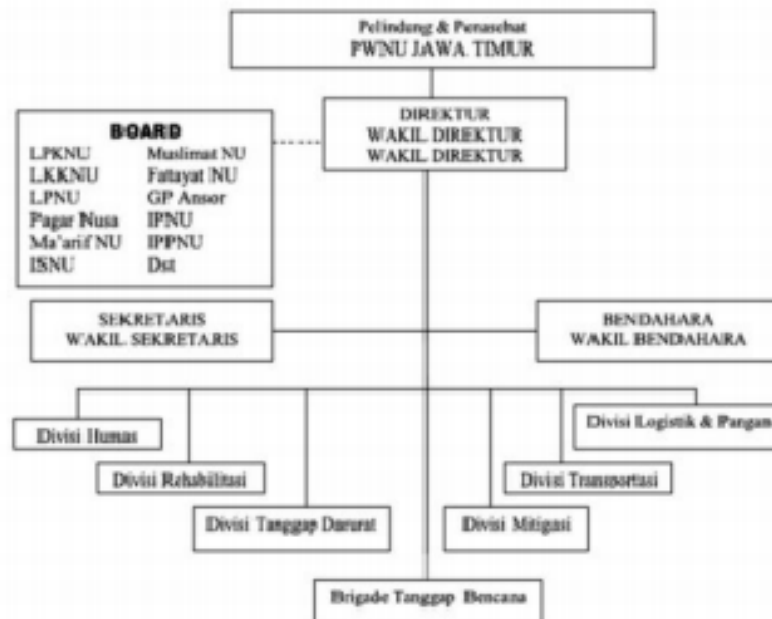 Pelindung & Penasehat
PWNU JAWA TIMUR
DIREKTUR
WAKIL DIREKTUR
WAKIL DIREKTUR
BOARD
LPKNU Muslimat NU
LKKNU Fatayat NU
LPNU GP Ansor
Pagar Nusa IPNU
Ma'arif NU IPPNU
ISNU Dst
SEKRETARIS
WAKIL SEKRETARIS
BENDAHARA
WAKIL BENDAHARA
Divisi Humas
Divisi Logistik & Pangan
Divisi Rehabilitasi
Divisi Transportasi
Divisi Tanggap Darurat
Divisi Mitigasi
Brigade Tanggap Bencana